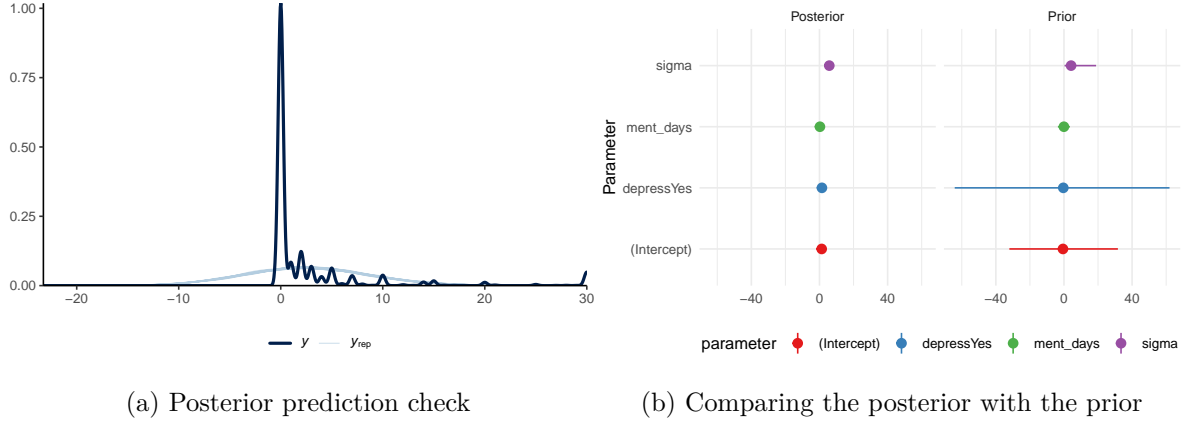 1.00
0.75
0.50
0.25
0.00
−20
−10
0
10
20
30
y
yrep
(a) Posterior prediction check
Posterior
Prior
Parameter
sigma
ment_days
depressYes
(Intercept)
−40
0
40
−40
0
40
parameter
(Intercept)
depressYes
ment_days
sigma
(b) Comparing the posterior with the prior